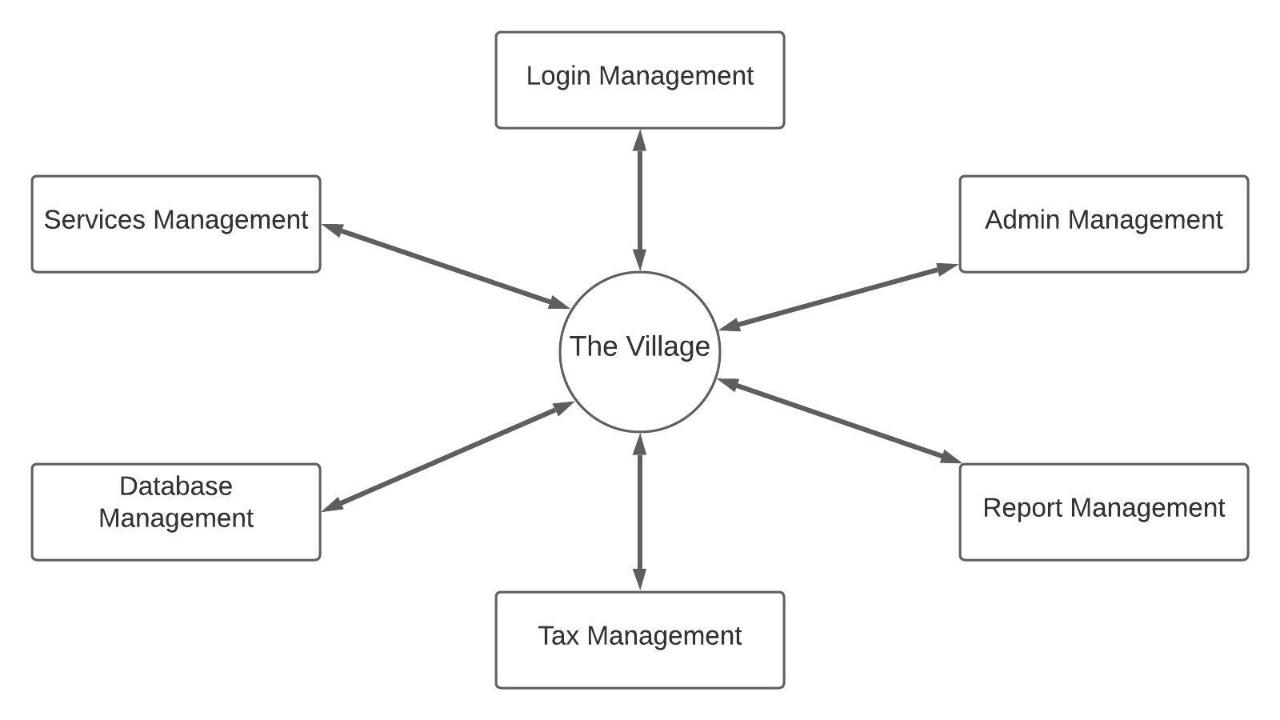 Login Management
Services Management
Admin Management
The Village
Database
Management
Report Management
Tax Management